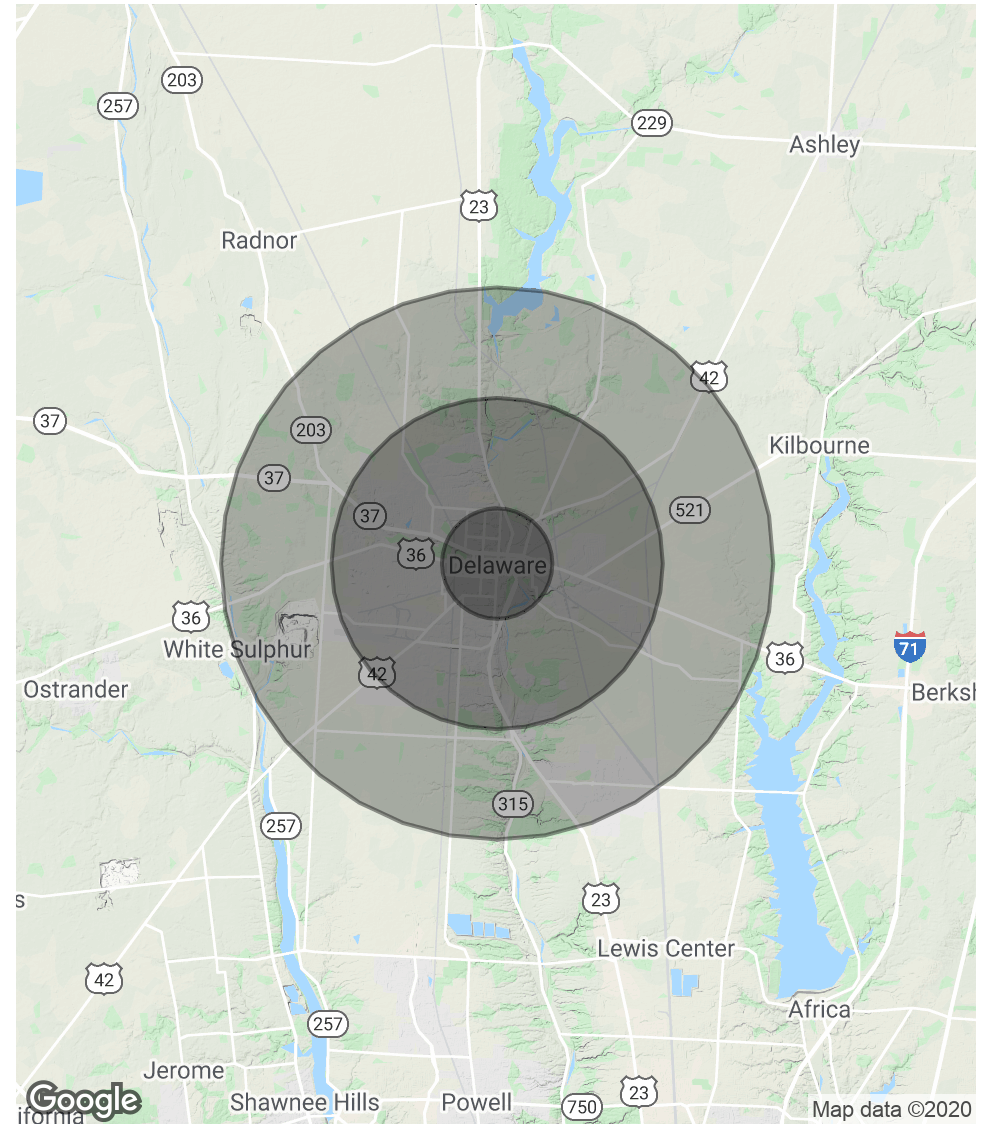 203
257
229
Ashley
23
Radnor
42
37
203
Kilbourne
37
521
37
36
Delaware
36
White Sulphur
36
71
42
Ostrander
Berksh
315
257
23
s
Lewis Center
42
Africa
257
Jerome
23
Google
Shawnee Hills
Powell
750
Map data ©2020
ifornia